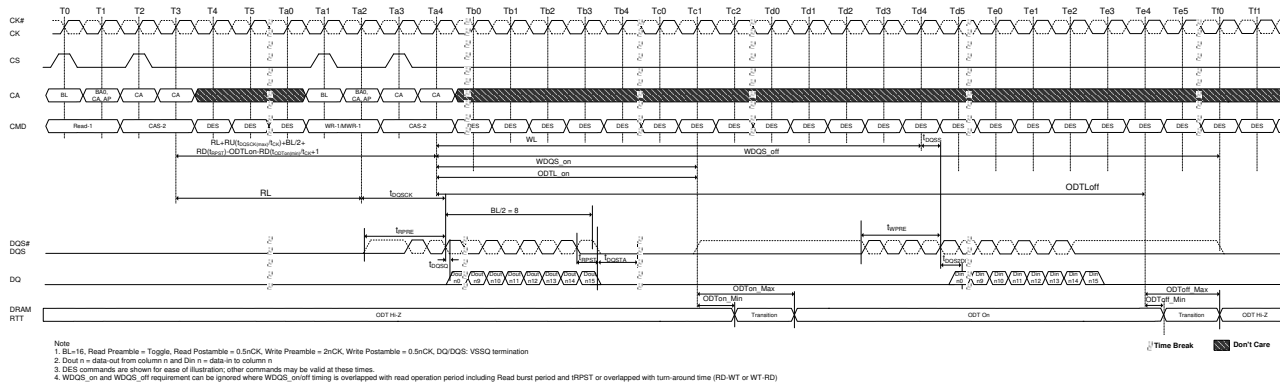 T0 T1 T2 T3 T4 T5 Ta0 Ta1 Ta2 Ta3 Ta4 Tb0 Tb1 Tb2 Tb3 Tb4 Tc0 Tc1 Tc2 Td0 Td1 Td2 Td3 Td4 Td5 Te0 Te1 Te2 Te3 Te4 Te5 Tf0 Tf1
CK#
CK
CS
CA
BL BA0, CA, AP CA CA BL BA0, CA, AP CA CA
CMD
Read-1 CAS-2 DES DES DES WR-1/MWR-1 CAS-2 DES DES DES DES DES DES DES DES DES DES DES DES DES DES DES DES DES DES DES DES DES DES
RL+RU(tDQSCK(max)/tCK)+BL/2+
RD(tRPST)-ODTLon-RD(tODTon(min)/tCK+1
WL
tDQSS
WDQS_off
WDQS_on
ODTL_on
RL
tDQSCK
ODTLoff
BL/2 = 8
tRPRE
tWPRE
DQS#
DQS
tDQSQ
tRPST
tDQSTA
tDQS2DQ
DQ
Dout n0 Dout n9 Dout n10 Dout n11 Dout n12 Dout n13 Dout n14 Dout n15 Din n0 Din n9 Din n10 Din n11 Din n12 Din n13 Din n14 Din n15
ODTon_Max
ODTon_Min
ODToff_Max
ODToff_Min
DRAM
RTT
ODT Hi-Z Transition ODT On Transition ODT Hi-Z
Note
1. BL=16, Read Preamble = Toggle, Read Postamble = 0.5nCK, Write Preamble = 2nCK, Write Postamble = 0.5nCK, DQ/DQS: VSSQ termination
2. Dout n = data-out from column n and Din n = data-in to column n
3. DES commands are shown for ease of illustration; other commands may be valid at these times.
4. WDQS_on and WDQS_off requirement can be ignored where WDQS_on/off timing is overlapped with read operation period including Read burst period and tRPST or overlapped with turn-around time (RD-WT or WT-RD)
Time Break
Don't Care